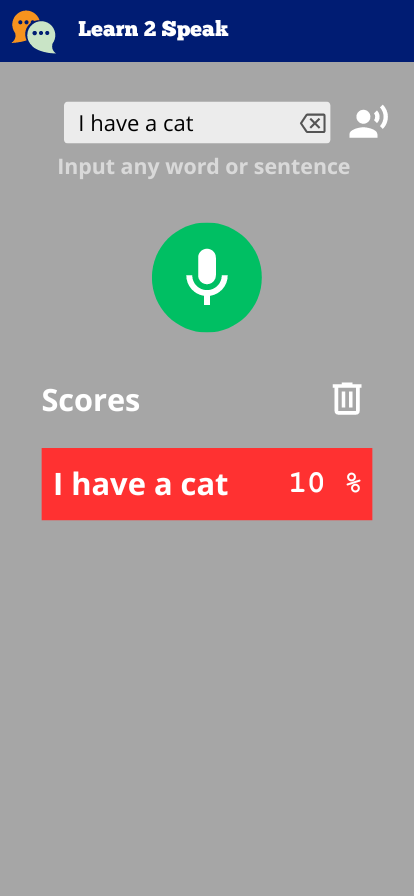 Learn 2 Speak
I have a cat
Input any word or sentence
Scores
I have a cat 10 %